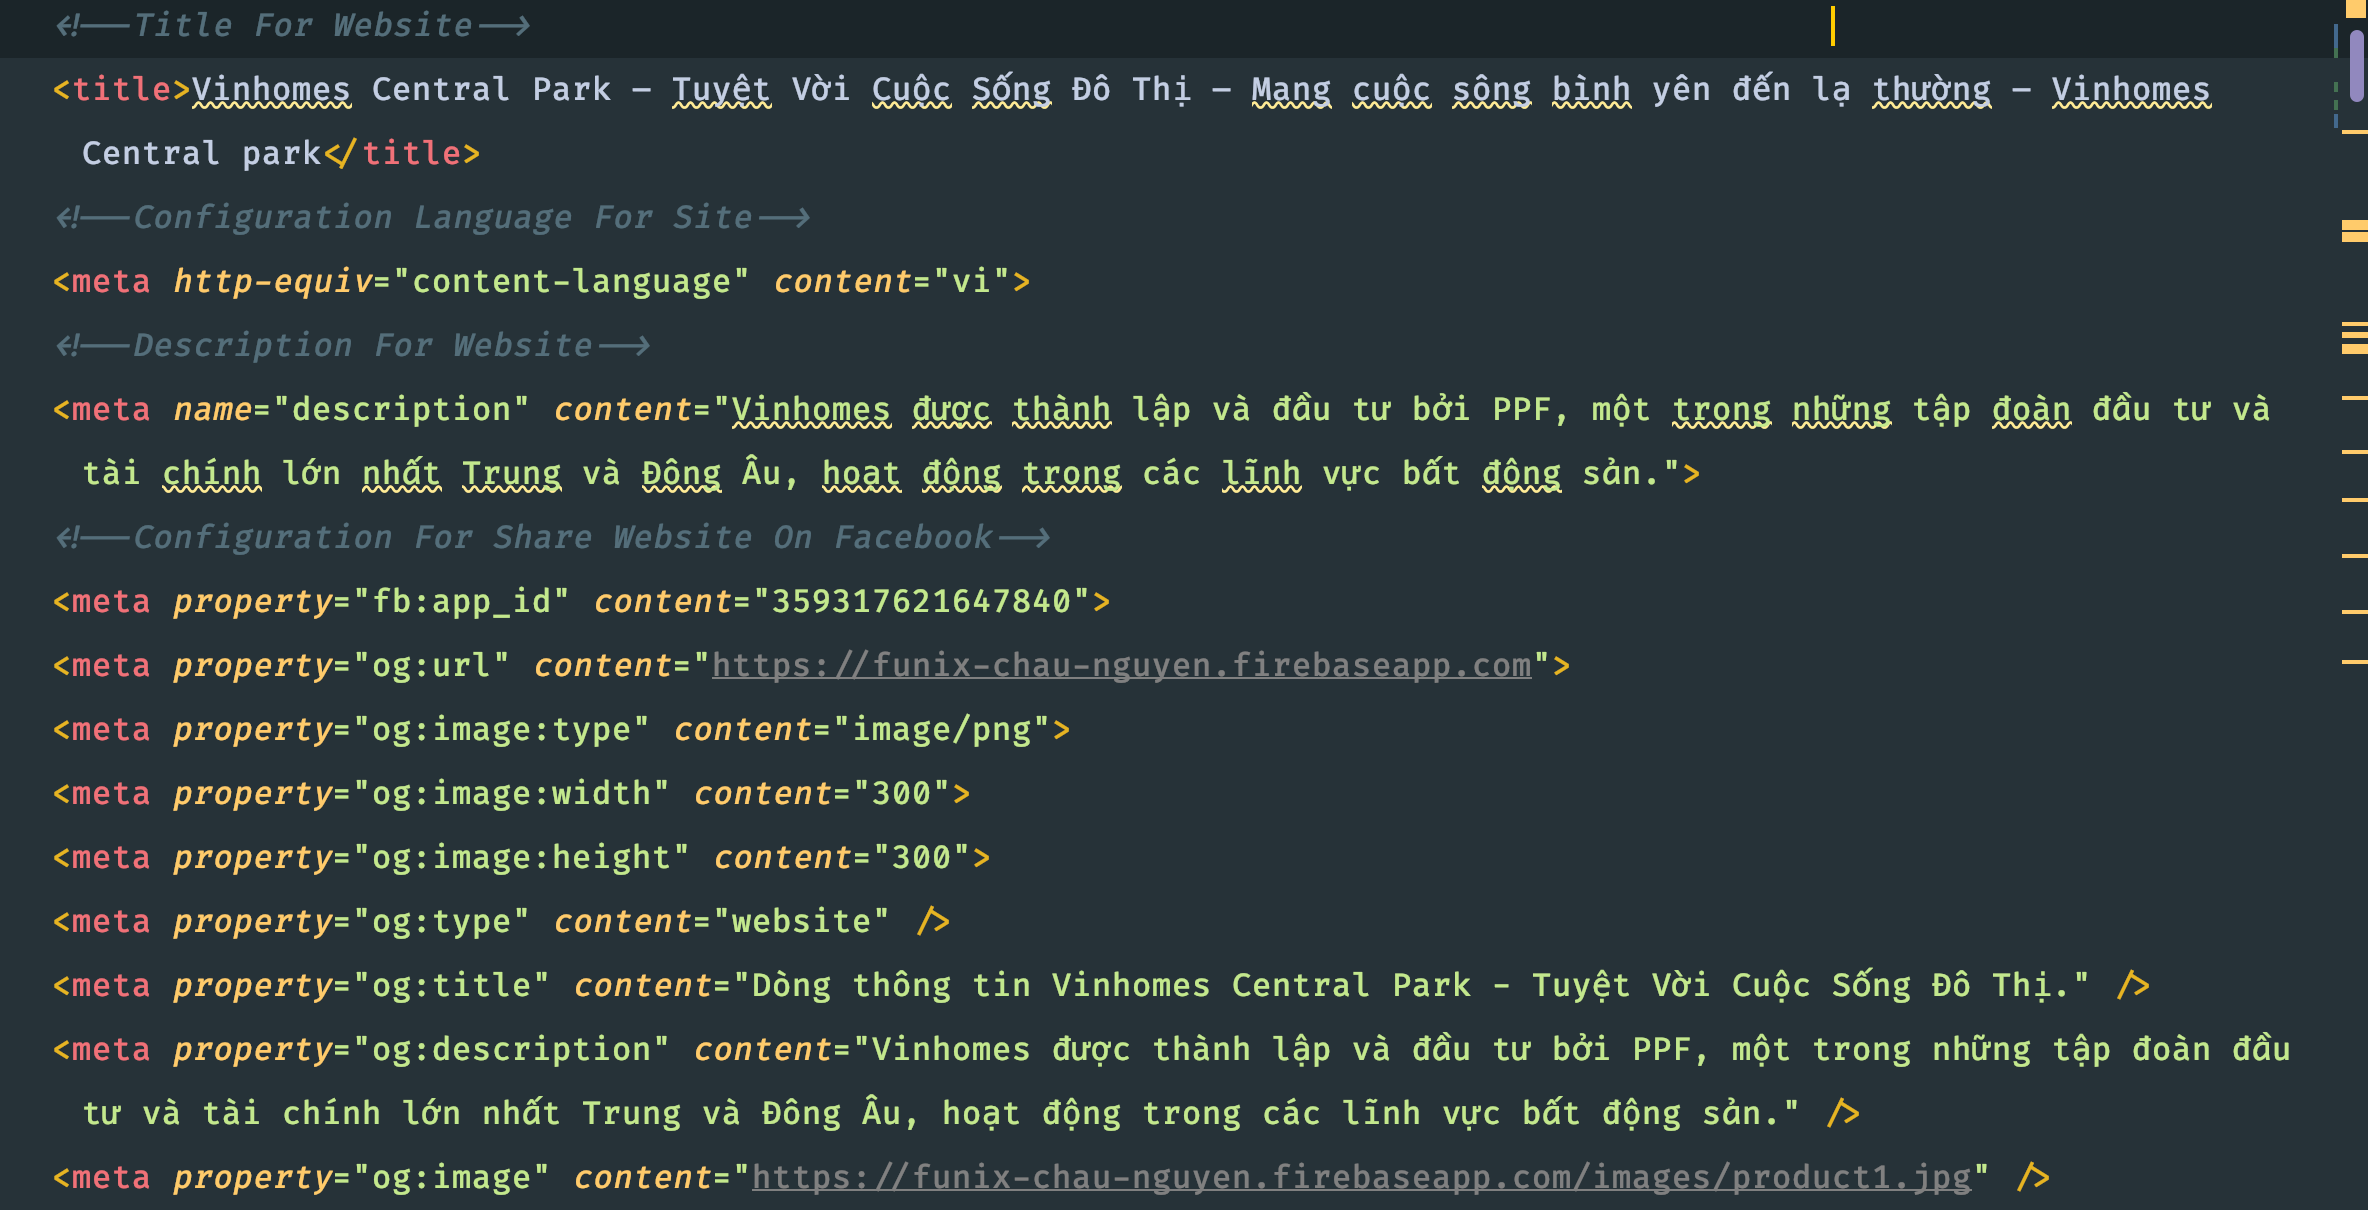 <!--Title For Website-->
<title>Vinhomes Central Park – Tuyệt Vời Cuộc Sống Đô Thị – Mang cuộc sông bình yên đến lạ thường – Vinhomes
Central park</title>
<!--Configuration Language For Site-->
<meta http-equiv="content-language" content="vi">
<!--Description For Website-->
<meta name="description" content="Vinhomes được thành lập và đầu tư bởi PPF, một trong những tập đoàn đầu tư và
tài chính lớn nhất Trung và Đông Âu, hoạt động trong các lĩnh vực bất động sản.">
<!--Configuration For Share Website On Facebook-->
<meta property="fb:app_id" content="359317621647840">
<meta property="og:url" content="https://funix-chau-nguyen.firebaseapp.com">
<meta property="og:image:type" content="image/png">
<meta property="og:image:width" content="300">
<meta property="og:image:height" content="300">
<meta property="og:type" content="website" />
<meta property="og:title" content="Dòng thông tin Vinhomes Central Park - Tuyệt Vời Cuộc Sống Đô Thị." />
<meta property="og:description" content="Vinhomes được thành lập và đầu tư bởi PPF, một trong những tập đoàn đầu
tư và tài chính lớn nhất Trung và Đông Âu, hoạt động trong các lĩnh vực bất động sản." />
<meta property="og:image" content="https://funix-chau-nguyen.firebaseapp.com/images/product1.jpg" />